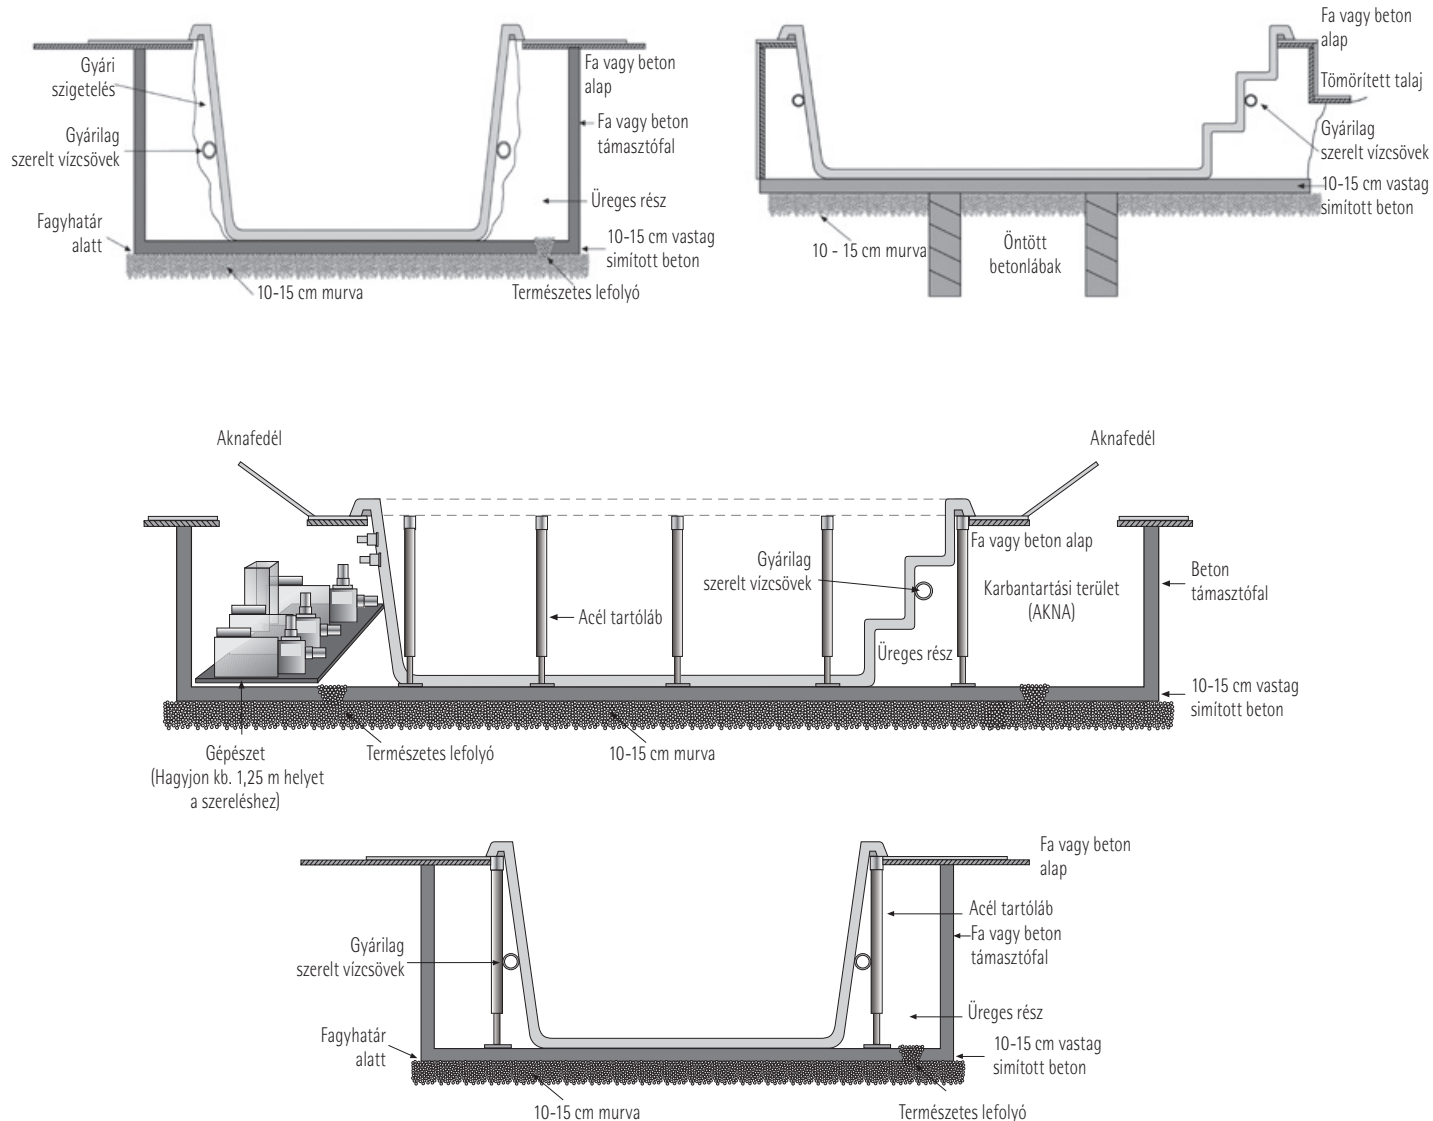 Gyári
szigetelés
Gyárilag
szerelt vízcsövek
Fagyhatár
alatt
10-15 cm murva
Fa vagy beton
alap
Fa vagy beton
támasztófal
Üreges rész
10-15 cm vastag
simított beton
Természetes lefolyó
Fa vagy beton
alap
Tömörített talaj
Gyárilag
szerelt vízcsövek
10-15 cm vastag
simított beton
10 - 15 cm murva
Öntött
betonlábak
Aknafedél
Aknafedél
Fa vagy beton alap
Gyárilag
szerelt vízcsövek
Karbantartási terület
(AKNA)
Beton
támasztófal
Acél tartóláb
Üreges rész
10-15 cm vastag
simított beton
Gépészet
(Hagyjon kb. 1,25 m helyet
a szereléshez)
Természetes lefolyó
10-15 cm murva
Fa vagy beton
alap
Acél tartóláb
Fa vagy beton
támasztófal
Gyárilag
szerelt vízcsövek
Üreges rész
Fagyhatár
alatt
10-15 cm vastag
simított beton
10-15 cm murva
Természetes lefolyó